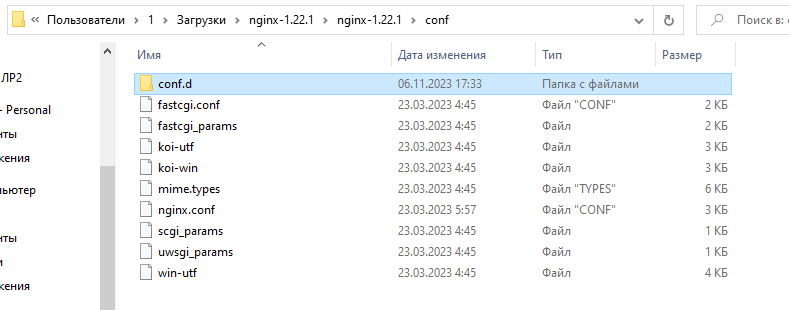 « Пользователи › 1 › Загрузки › nginx-1.22.1 › nginx-1.22.1 › conf
Поиск в: c
ЛР2
- Personal
нты
жения
пьютер
нты
и
жения
Имя Дата изменения Тип Размер
conf.d 06.11.2023 17:33 Папка с файлами
fastcgi.conf 23.03.2023 4:45 Файл "CONF" 2 КБ
fastcgi_params 23.03.2023 4:45 Файл 2 КБ
koi-utf 23.03.2023 4:45 Файл 3 КБ
koi-win 23.03.2023 4:45 Файл 3 КБ
mime.types 23.03.2023 4:45 Файл "TYPES" 6 КБ
nginx.conf 23.03.2023 5:57 Файл "CONF" 3 КБ
scgi_params 23.03.2023 4:45 Файл 1 КБ
uwsgi_params 23.03.2023 4:45 Файл 1 КБ
win-utf 23.03.2023 4:45 Файл 4 КБ